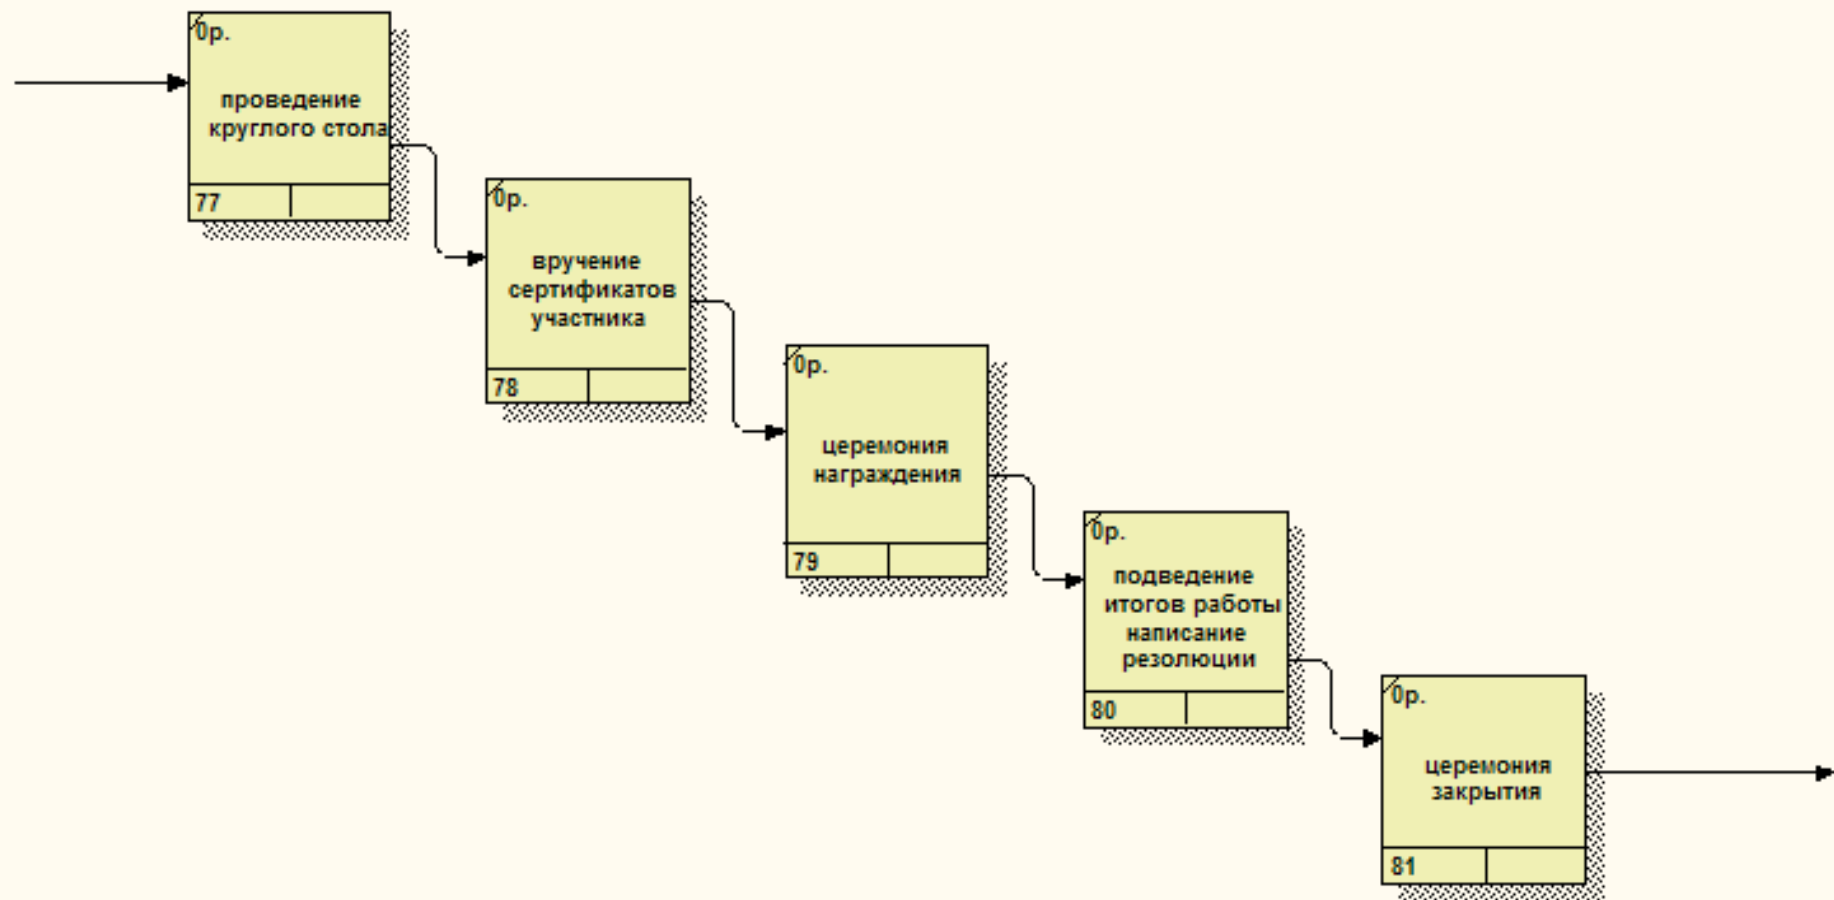 0р.
проведение
круглого стола
77
0р.
вручение
сертификатов
участника
78
0р.
церемония
награждения
79
0р.
подведение
итогов работы
написание
резолюции
80
0р.
церемония
закрытия
81